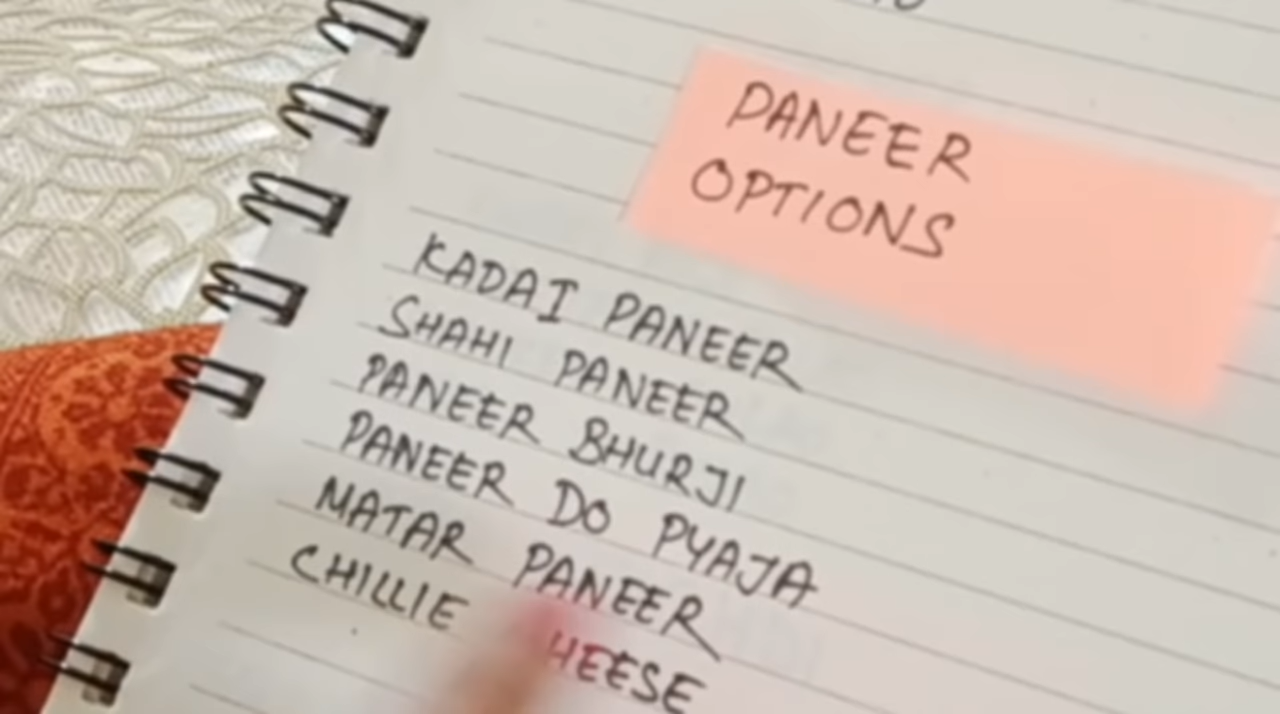 PANEER
OPTIONS
KADAI PANEER
SHAHI PANEER
PANEER BHURJI
PANEER DO PYAJA
MATAR PANEER
CHILLIE